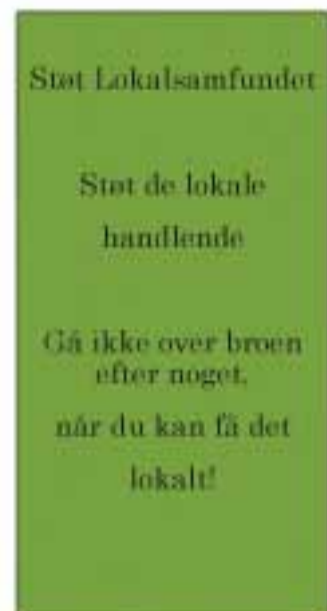 Støt Lokalsamfundet
Støt de lokale
handlende
Gå ikke over broen
efter noget,
når du kan få det
lokalt!